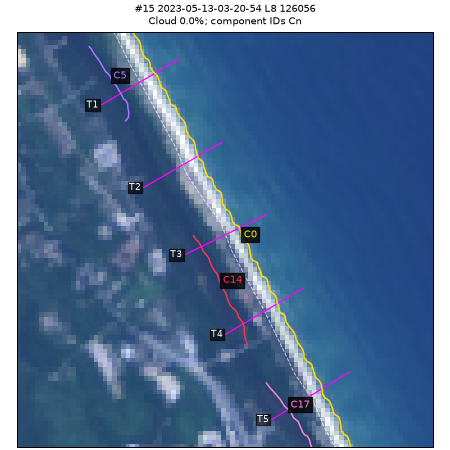 #15 2023-05-13-03-20-54 L8 126056
Cloud 0.0%; component IDs Cn
C5
T1
T2
C0
T3
C14
T4
C17
T5